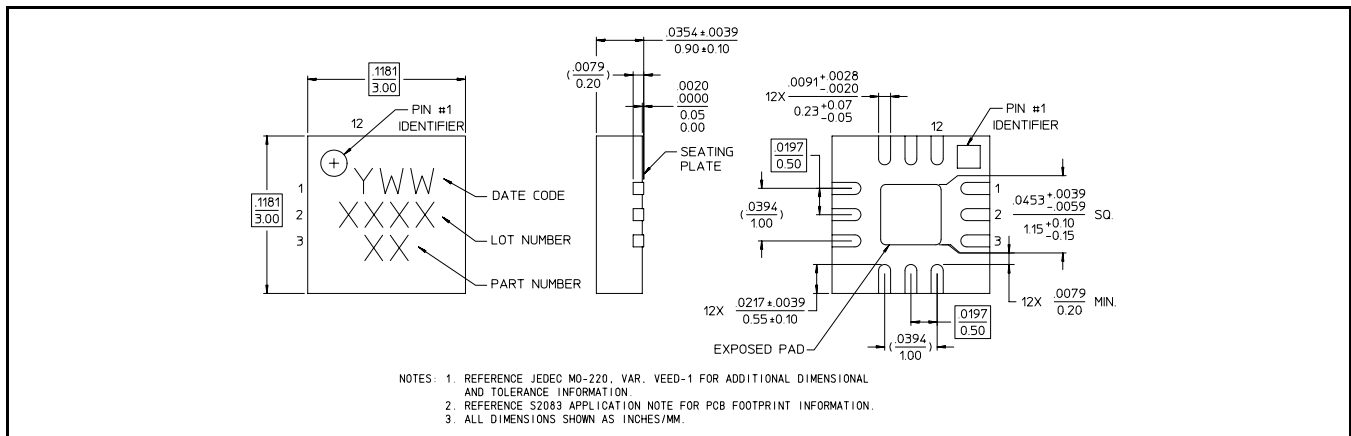 .1181
3.00
12
PIN #1
IDENTIFIER
.1181
3.00
1
2
3
YWW
XXXX
XX
DATE CODE
LOT NUMBER
PART NUMBER
.0354 ±.0039
0.90±0.10
(.0079
0.20)
.0020
.0000
0.05
0.00
SEATING
PLATE
12X .0091 +.0028
-.0020
0.23 +0.07
-0.05
12
PIN #1
IDENTIFIER
.0197
0.50
(.0394
1.00)
1
2
3
.0453 +.0039
-.0059 SQ.
1.15 +0.10
-0.15
12X .0217 ±.0039
0.55±0.10
12X .0079 MIN.
0.20
.0197
0.50
(.0394
1.00)
EXPOSED PAD
NOTES: 1. REFERENCE JEDEC MO-220, VAR. VEED-1 FOR ADDITIONAL DIMENSIONAL
AND TOLERANCE INFORMATION.
2. REFERENCE S2083 APPLICATION NOTE FOR PCB FOOTPRINT INFORMATION.
3. ALL DIMENSIONS SHOWN AS INCHES/MM.